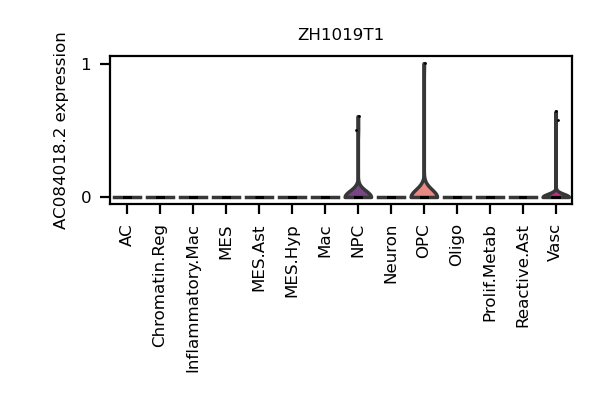 ZH1019T1
AC084018.2 expression
1
0
AC
Chromatin.Reg
Inflammatory.Mac
MES
MES.Ast
MES.Hyp
Mac
NPC
Neuron
OPC
Oligo
Prolif.Metab
Reactive.Ast
Vasc